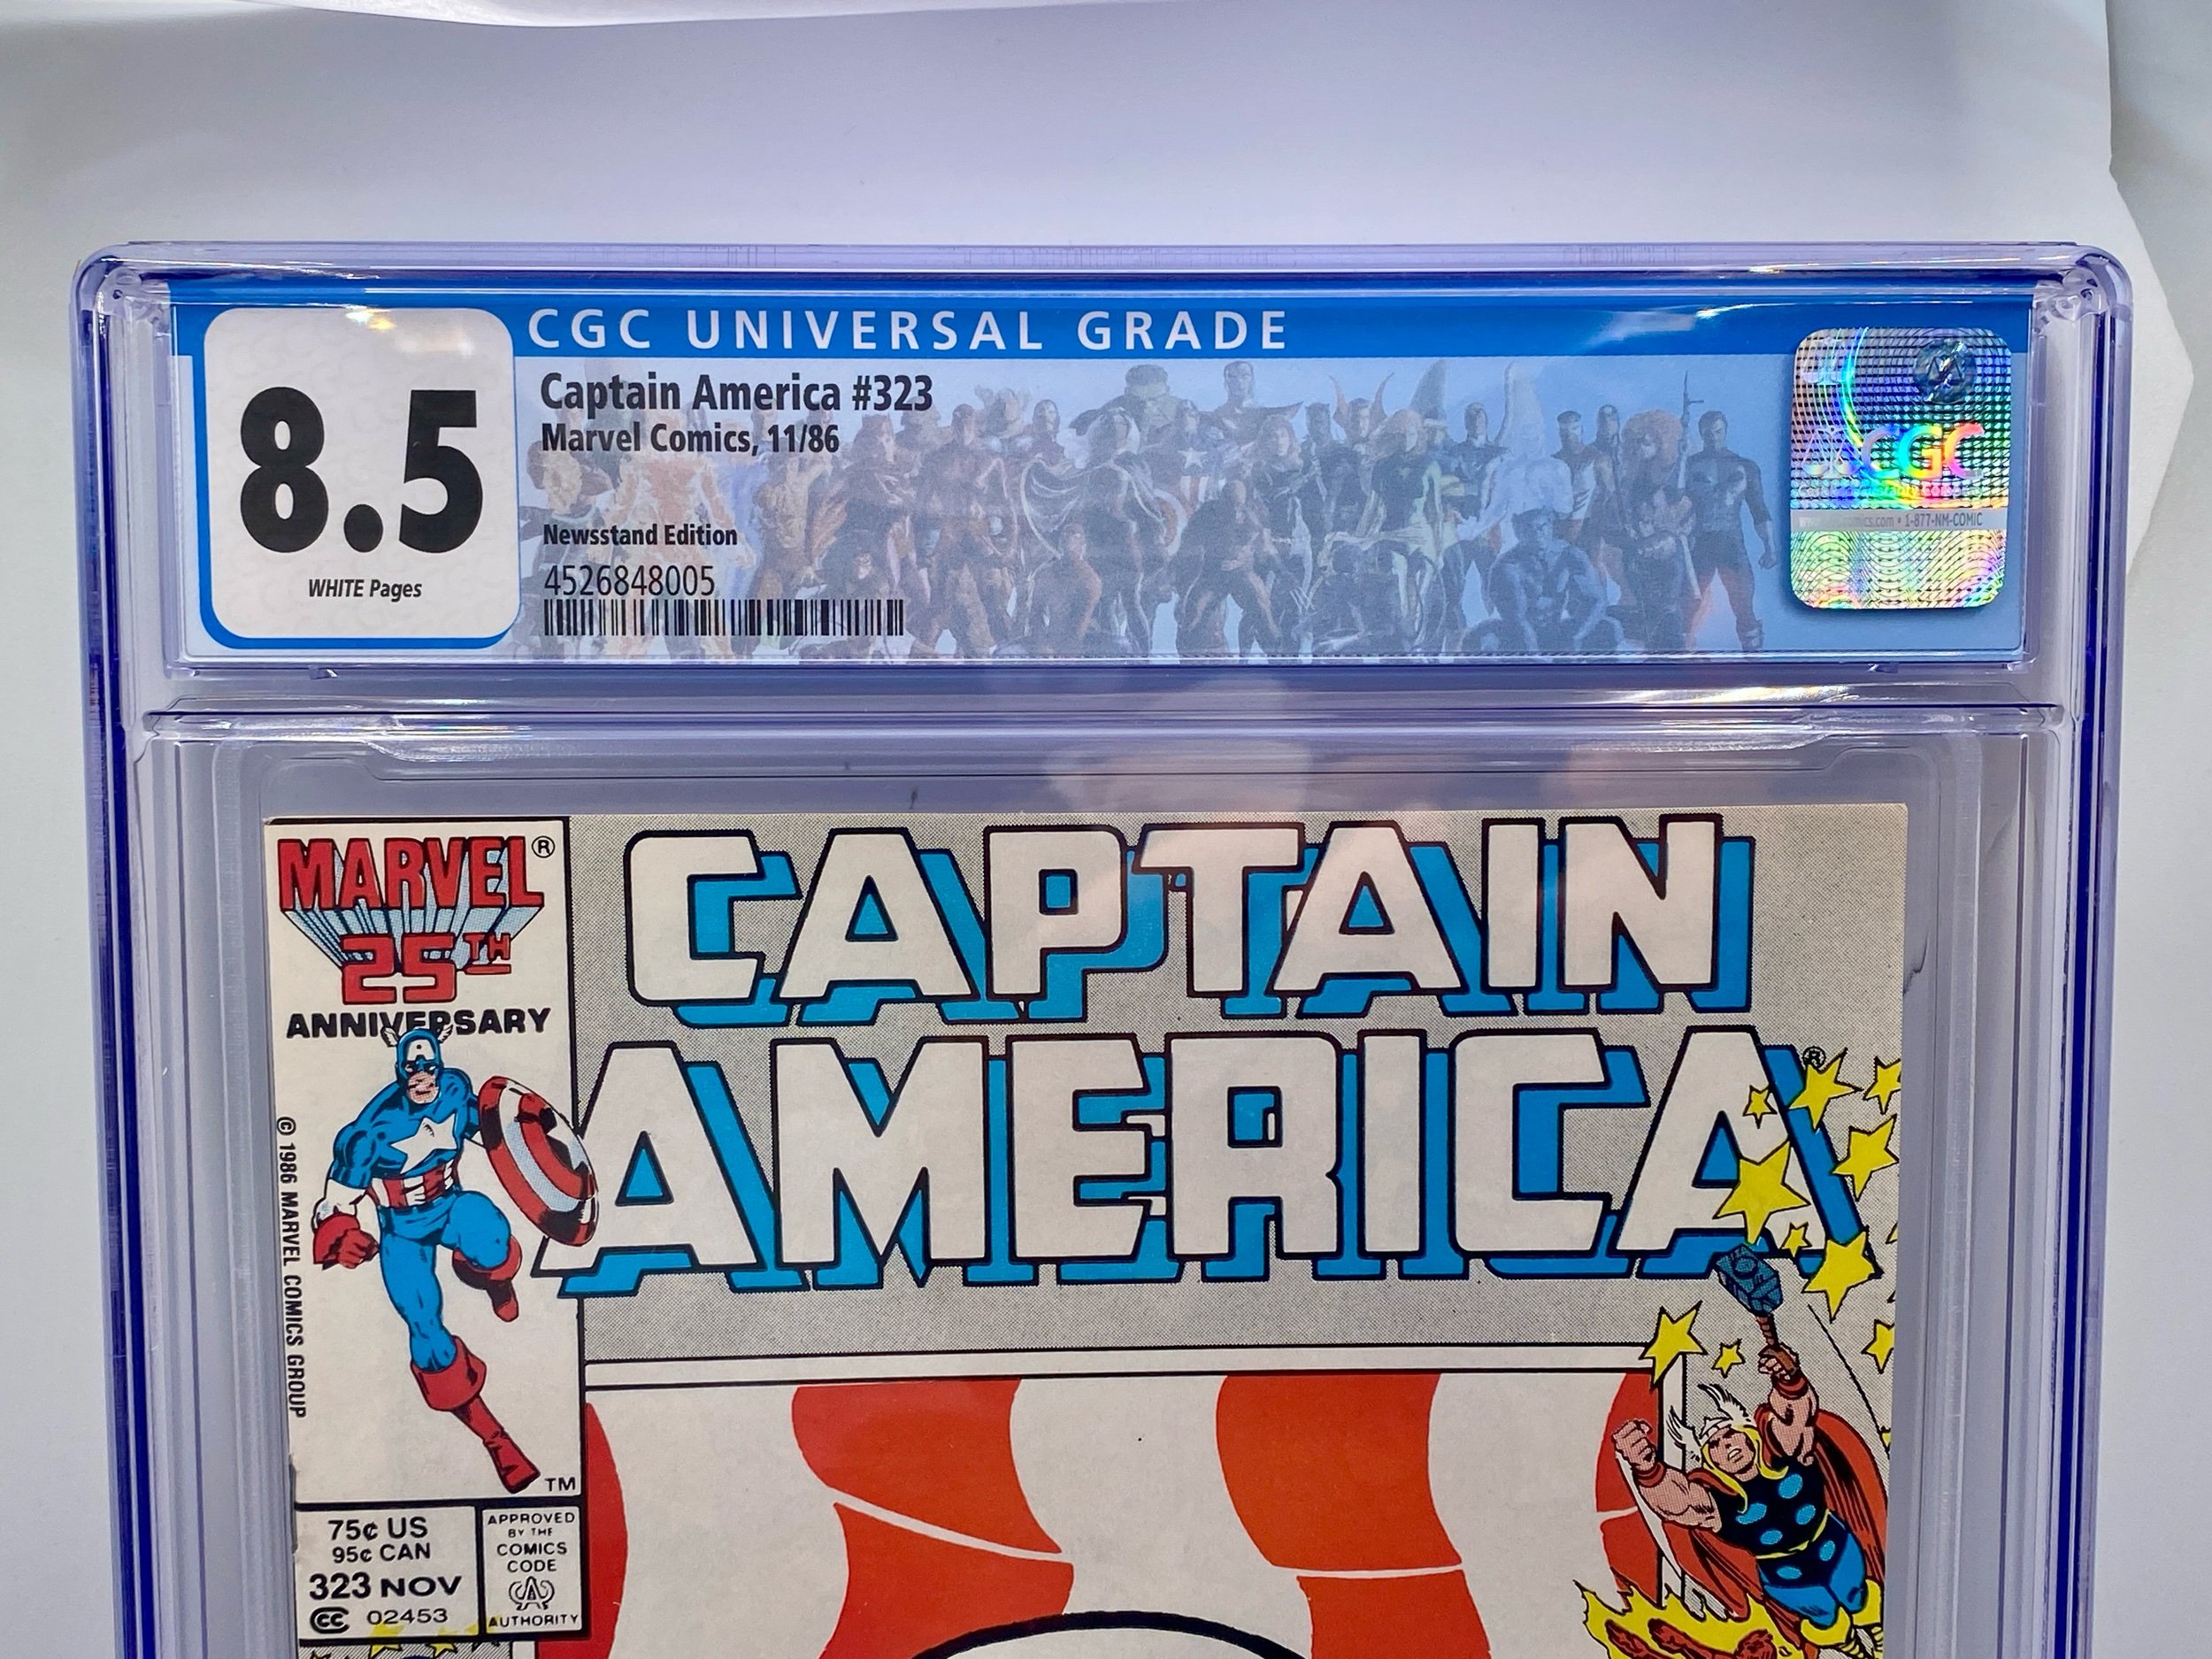 CGC UNIVERSAL GRADE
8.5
WHITE Pages
Captain America #323
Marvel Comics, 11/86
Newsstand Edition
4526848005
CGC
1-877-NM-COMIC
MARVEL®
25TH
ANNIVERSARY
CAPTAIN
AMERICA®
© 1986 MARVEL COMICS GROUP
TM
75¢ US
95¢ CAN
323 NOV
CC 02453
APPROVED
BY THE
COMICS
CODE
AUTHORITY